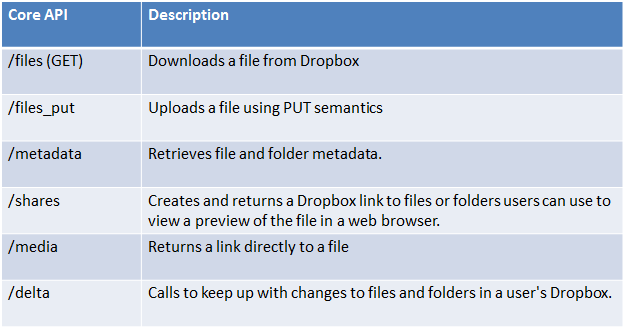 Core API Description
/files (GET) Downloads a file from Dropbox
/files_put Uploads a file using PUT semantics
/metadata Retrieves file and folder metadata.
/shares Creates and returns a Dropbox link to files or folders users can use to
view a preview of the file in a web browser.
/media Returns a link directly to a file
/delta Calls to keep up with changes to files and folders in a user's Dropbox.